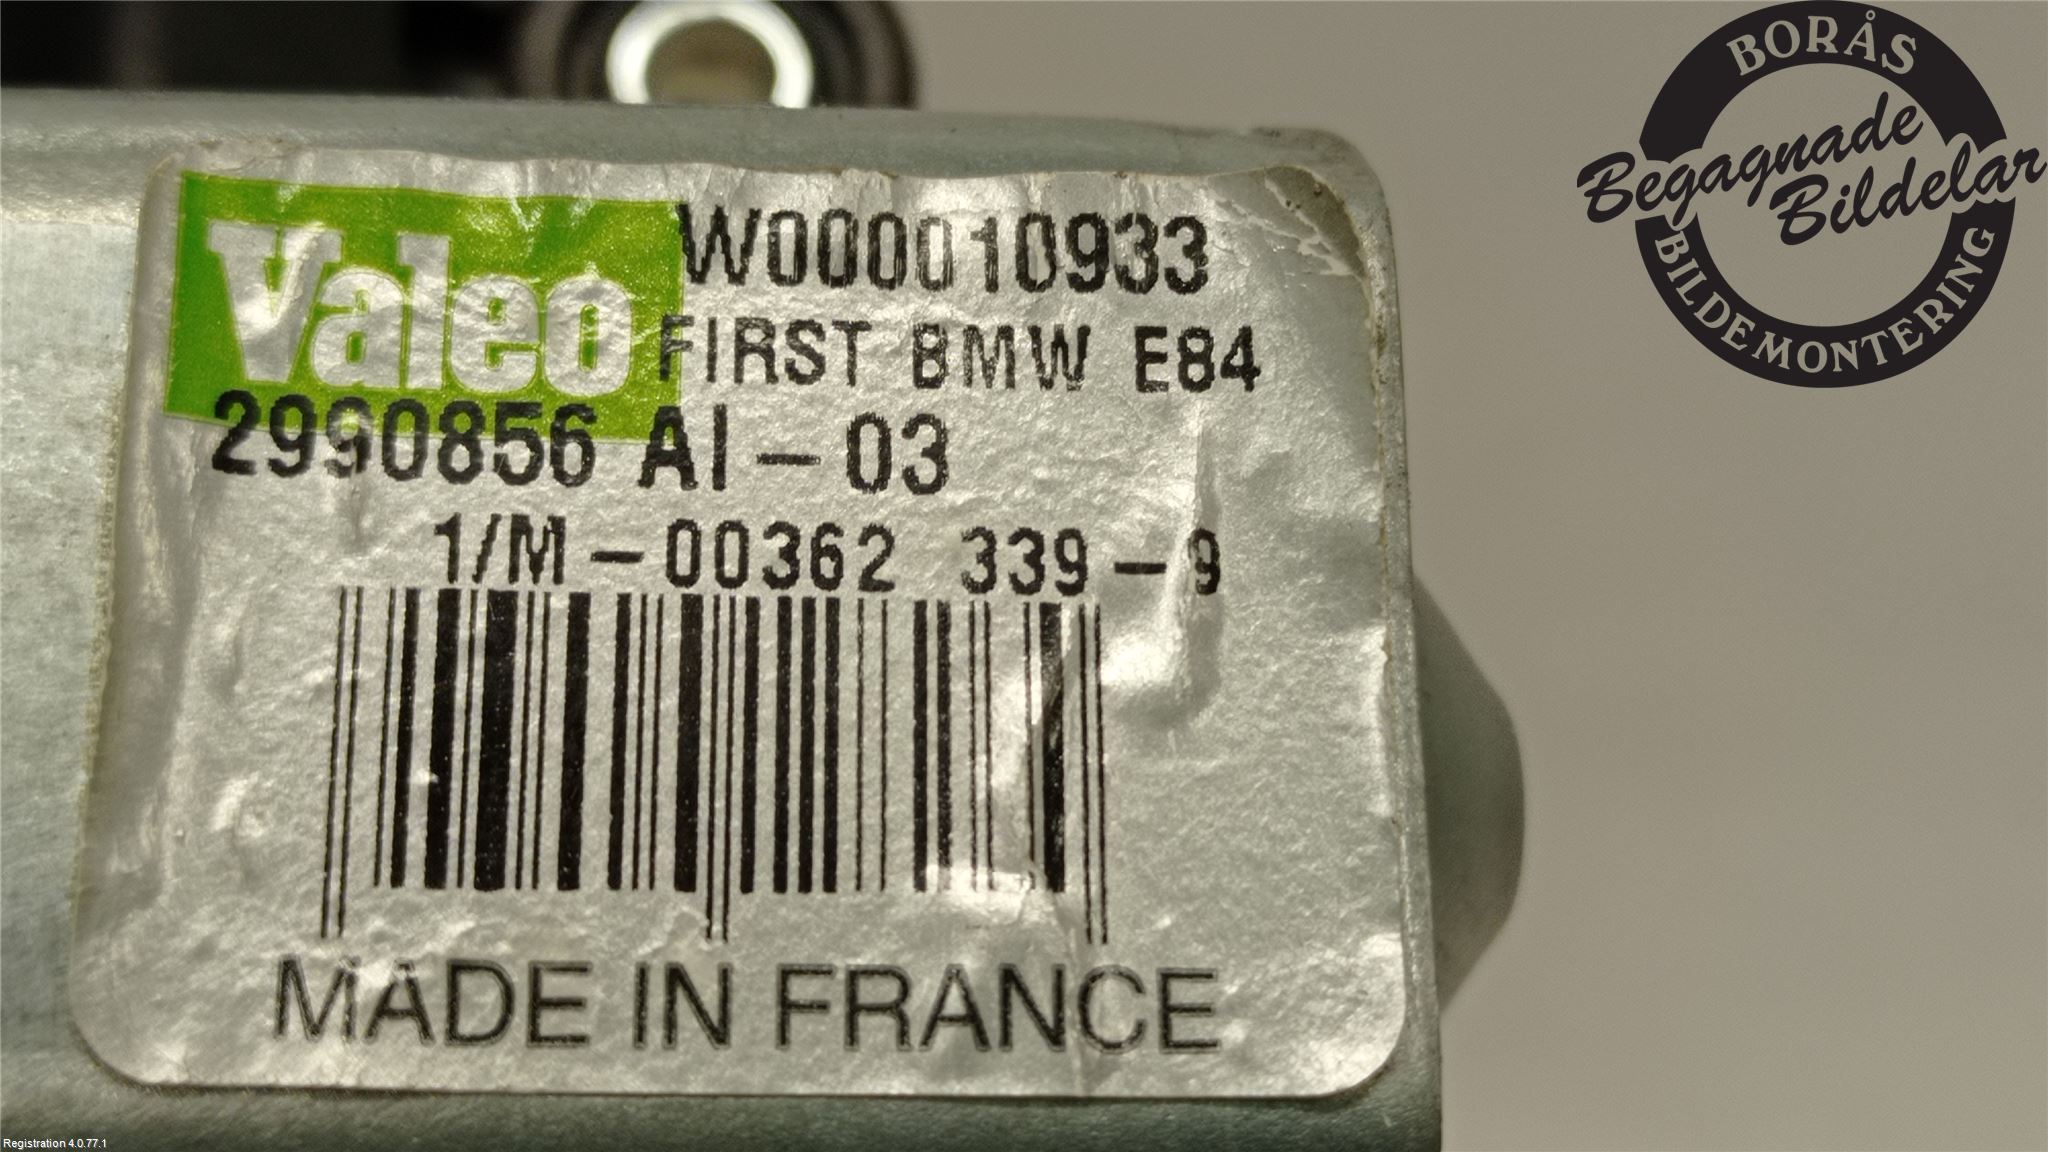 BORÅS
Begagnade
Bildelar
BILDEMONTERING
Valeo
W000010933
FIRST BMW E84
2990856 AI-03
1/M-00362 339-9
MADE IN FRANCE
Registration 4.0.77.1